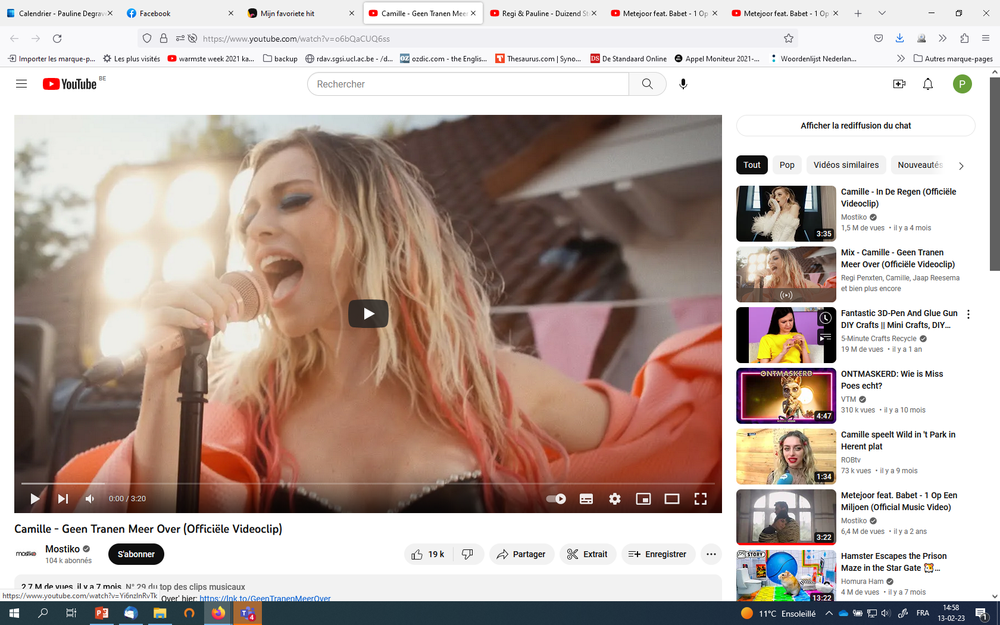 Calendrier - Pauline Degrave
Facebook
Mijn favoriete hit
Camille - Geen Tranen Meer
Regi & Pauline - Duizend St
Metejoor feat. Babet - 1 Op
Metejoor feat. Babet - 1 Op
https://www.youtube.com/watch?v=o6bQaCUQ6ss
Importer les marque-p...
Les plus visités
warmste week 2021 ka...
backup
rdav.sgsi.ucl.ac.be - /d...
OZ ozdic.com - the Englis...
T Thesaurus.com | Syno...
DS De Standaard Online
Appel Moniteur 2021-...
Woordenlijst Nederlan...
Autres marque-pages
YouTube BE
Rechercher
P
Afficher la rediffusion du chat
Tout
Pop
Vidéos similaires
Nouveautés
Camille - In De Regen (Officiële
Videoclip)
Mostiko
1,5 M de vues • il y a 4 mois
3:35
Mix - Camille - Geen Tranen
Meer Over (Officiële Videoclip)
Regi Penxten, Camille, Jaap Reesema
et bien plus encore
Fantastic 3D-Pen And Glue Gun
DIY Crafts || Mini Crafts, DIY...
5-Minute Crafts Recycle
19 M de vues • il y a 1 an
ONTMASKERD
4:47
ONTMASKERD: Wie is Miss
Poes echt?
VTM
310 k vues • il y a 10 mois
Camille speelt Wild in 't Park in
Herent plat
ROBtv
73 k vues • il y a 9 mois
1:34
Metejoor feat. Babet - 1 Op Een
Miljoen (Official Music Video)
Mostiko
6,4 M de vues • il y a 2 ans
3:22
STORY
Hamster Escapes the Prison
Maze in the Star Gate 🐹...
Homura Ham
4 M de vues • il y a 7 mois
13:22
0:00 / 3:20
Camille - Geen Tranen Meer Over (Officiële Videoclip)
mostiko
Mostiko
104 k abonnés
S'abonner
19 k
Partager
Extrait
Enregistrer
2,7 M de vues il y a 7 mois N° 29 du top des clips musicaux
https://www.youtube.com/watch?v=Yi6nzlnRvTk
Over' hier: https://lnk.to/GeenTranenMeerOver
4
11°C Ensoleillé
FRA
14:58
13-02-23
1